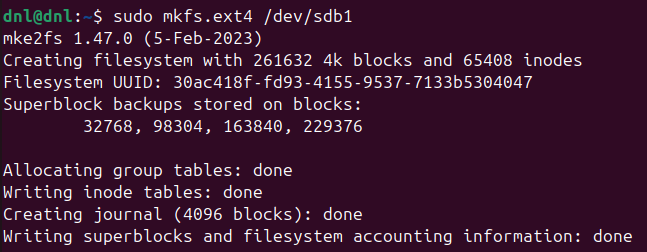 dnl@dnl:~$ sudo mkfs.ext4 /dev/sdb1
mke2fs 1.47.0 (5-Feb-2023)
Creating filesystem with 261632 4k blocks and 65408 inodes
Filesystem UUID: 30ac418f-fd93-4155-9537-7133b5304047
Superblock backups stored on blocks:
        32768, 98304, 163840, 229376

Allocating group tables: done
Writing inode tables: done
Creating journal (4096 blocks): done
Writing superblocks and filesystem accounting information: done